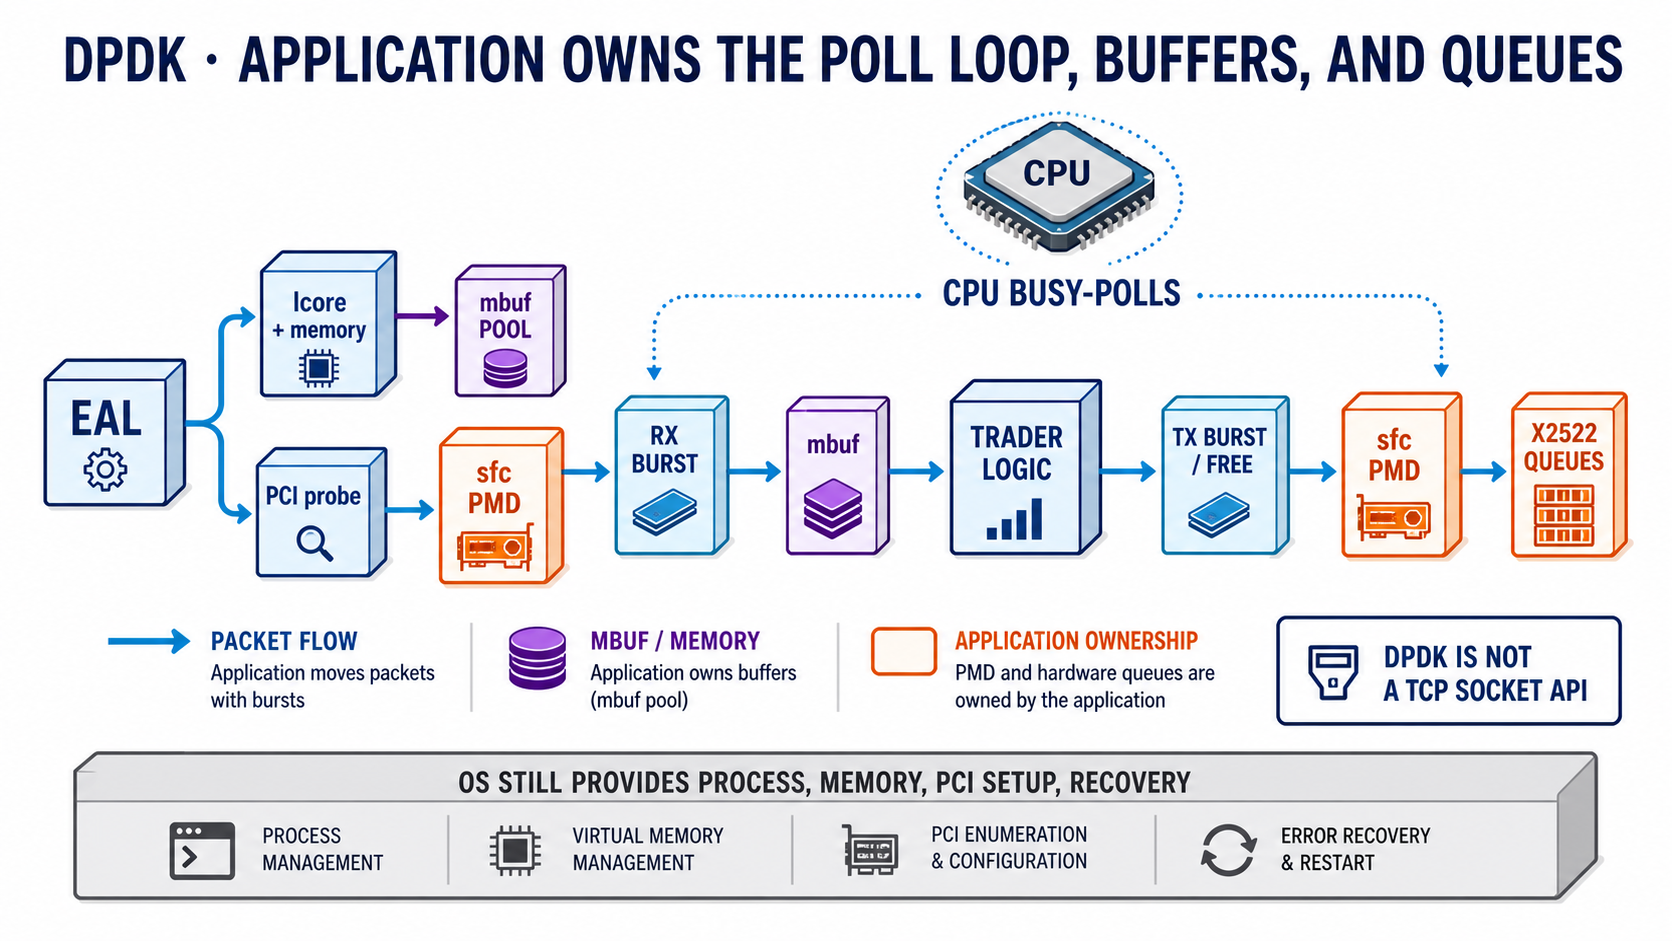 DPDK · APPLICATION OWNS THE POLL LOOP, BUFFERS, AND QUEUES
CPU
CPU BUSY-POLLS
lcore
+ memory
mbuf
POOL
EAL
PCI probe
sfc
PMD
RX
BURST
mbuf
TRADER
LOGIC
TX BURST
/ FREE
sfc
PMD
X2522
QUEUES
PACKET FLOW
Application moves packets
with bursts
MBUF / MEMORY
Application owns buffers
(mbuf pool)
APPLICATION OWNERSHIP
PMD and hardware queues are
owned by the application
DPDK IS NOT
A TCP SOCKET API
OS STILL PROVIDES PROCESS, MEMORY, PCI SETUP, RECOVERY
PROCESS
MANAGEMENT
VIRTUAL MEMORY
MANAGEMENT
PCI ENUMERATION
& CONFIGURATION
ERROR RECOVERY
& RESTART